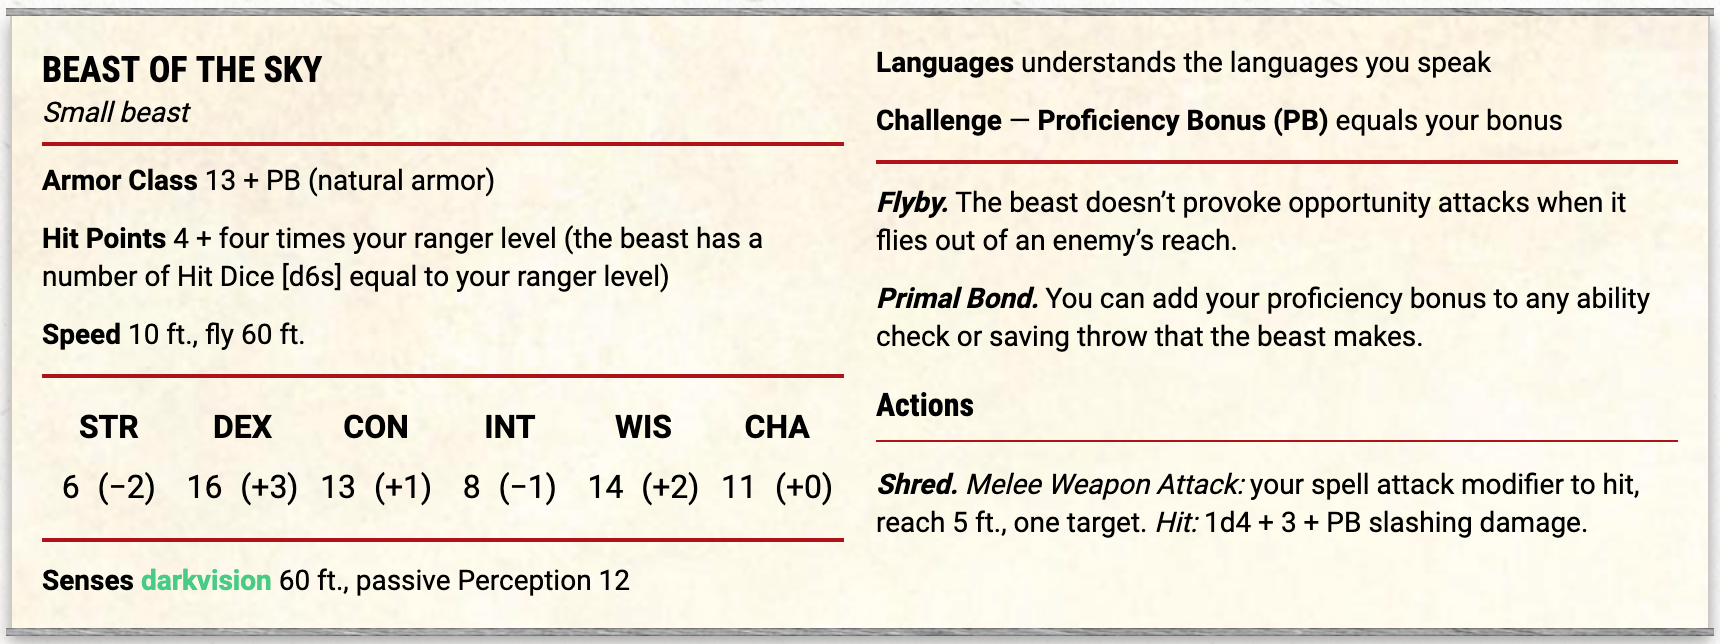 BEAST OF THE SKY
Small beast
Armor Class 13 + PB (natural armor)
Hit Points 4 + four times your ranger level (the beast has a
number of Hit Dice [d6s] equal to your ranger level)
Speed 10 ft., fly 60 ft.
STR DEX CON INT WIS CHA
6 (−2) 16 (+3) 13 (+1) 8 (−1) 14 (+2) 11 (+0)
Senses darkvision 60 ft., passive Perception 12
Languages understands the languages you speak
Challenge — Proficiency Bonus (PB) equals your bonus
Flyby. The beast doesn’t provoke opportunity attacks when it
flies out of an enemy’s reach.
Primal Bond. You can add your proficiency bonus to any ability
check or saving throw that the beast makes.
Actions
Shred. Melee Weapon Attack: your spell attack modifier to hit,
reach 5 ft., one target. Hit: 1d4 + 3 + PB slashing damage.